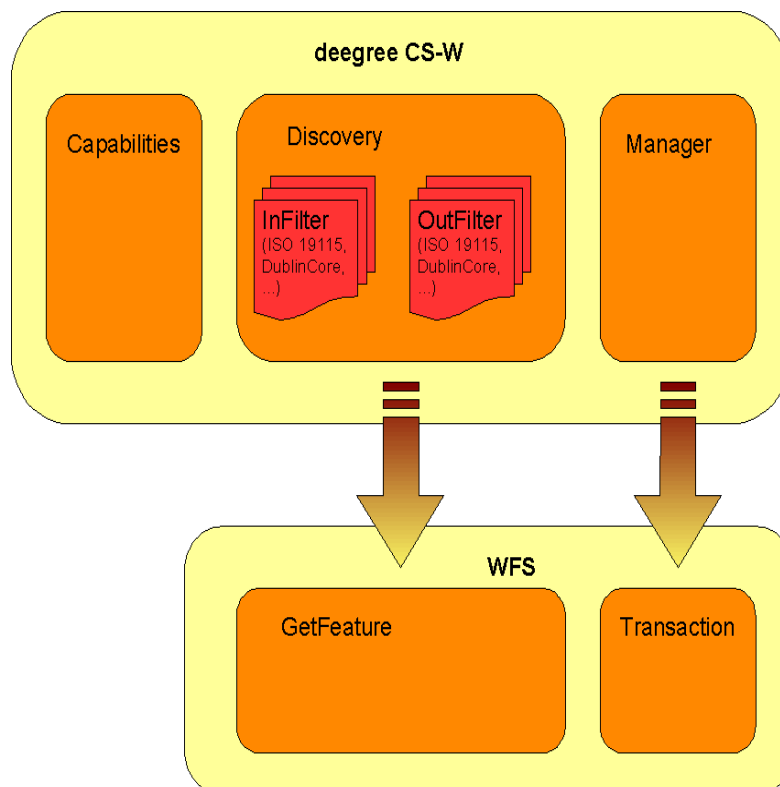 deegree CS-W
Capabilities
Discovery
Manager
InFilter
(ISO 19115,
DublinCore,
...)
OutFilter
(ISO 19115,
DublinCore,
...)
WFS
GetFeature
Transaction